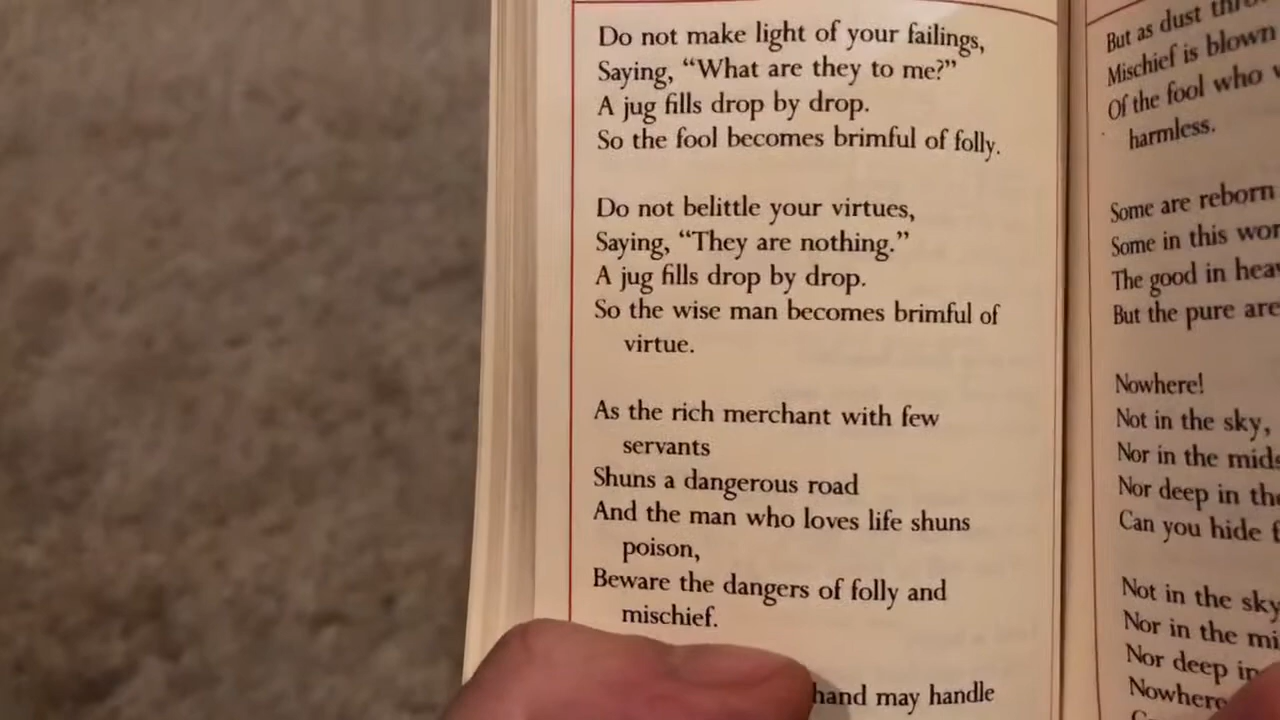 Do not make light of your failings,
Saying, “What are they to me?”
A jug fills drop by drop.
So the fool becomes brimful of folly.
Do not belittle your virtues,
Saying, “They are nothing.”
A jug fills drop by drop.
So the wise man becomes brimful of
virtue.
As the rich merchant with few
servants
Shuns a dangerous road
And the man who loves life shuns
poison,
Beware the dangers of folly and
mischief.
hand may handle
But as dust
Mischief is blown
Of the fool who
harmless.
Some are reborn
Some in this
The good in
But the pure are
Nowhere!
Not in the sky,
Nor in the
Nor deep in
Can you hide
Not in the sky
Nor in the
Nor deep in
Nowhere